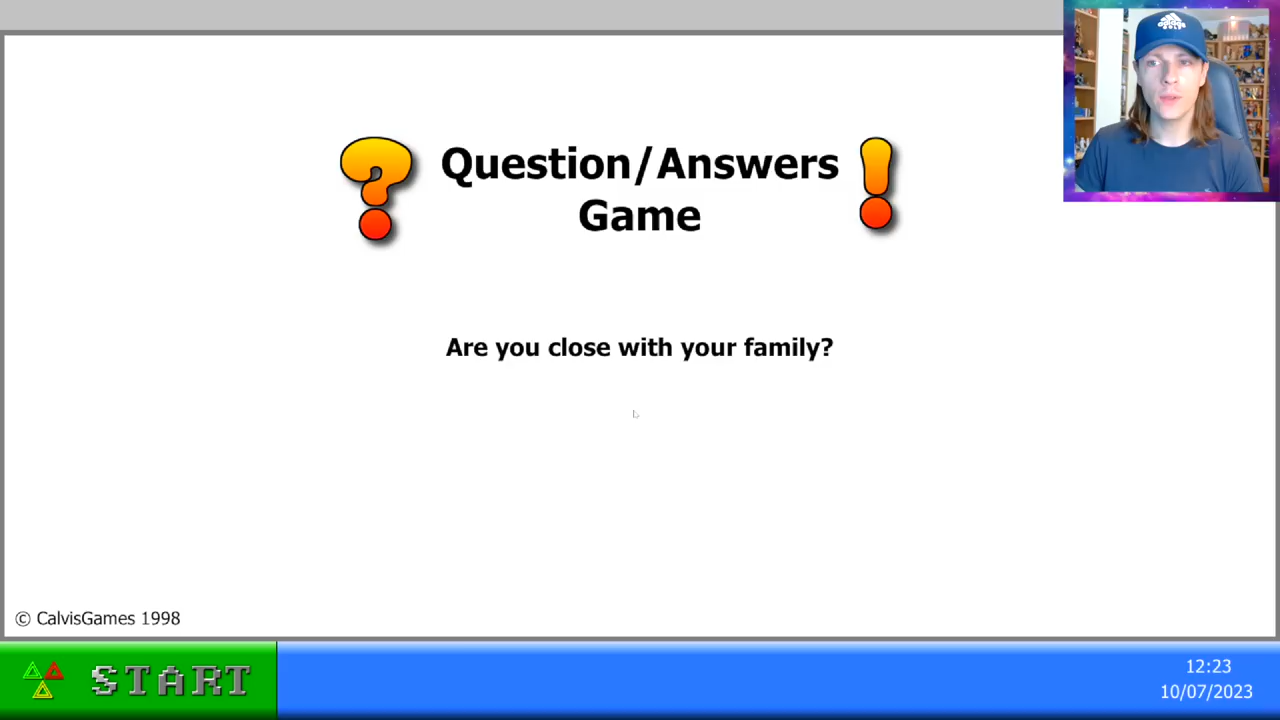 Question/Answers
Game
Are you close with your family?
© CalvisGames 1998
START
12:23
10/07/2023